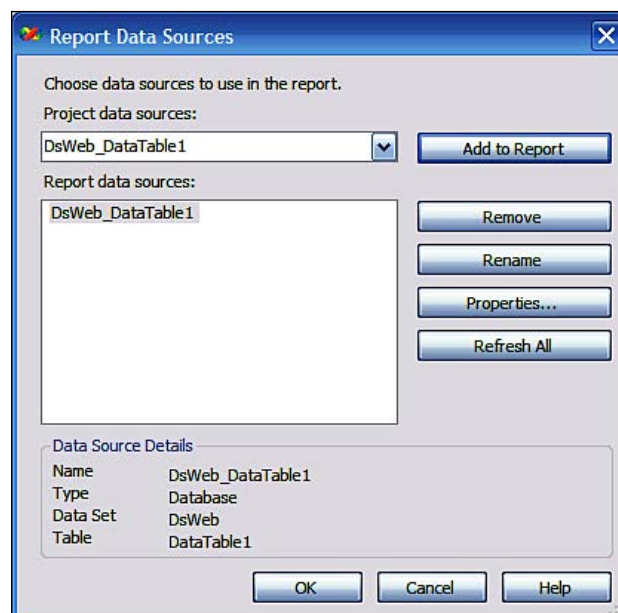 Report Data Sources
Choose data sources to use in the report.
Project data sources:
DsWeb_DataTable1
Add to Report
Report data sources:
DsWeb_DataTable1
Remove
Rename
Properties...
Refresh All
Data Source Details
Name DsWeb_DataTable1
Type Database
Data Set DsWeb
Table DataTable1
OK Cancel Help